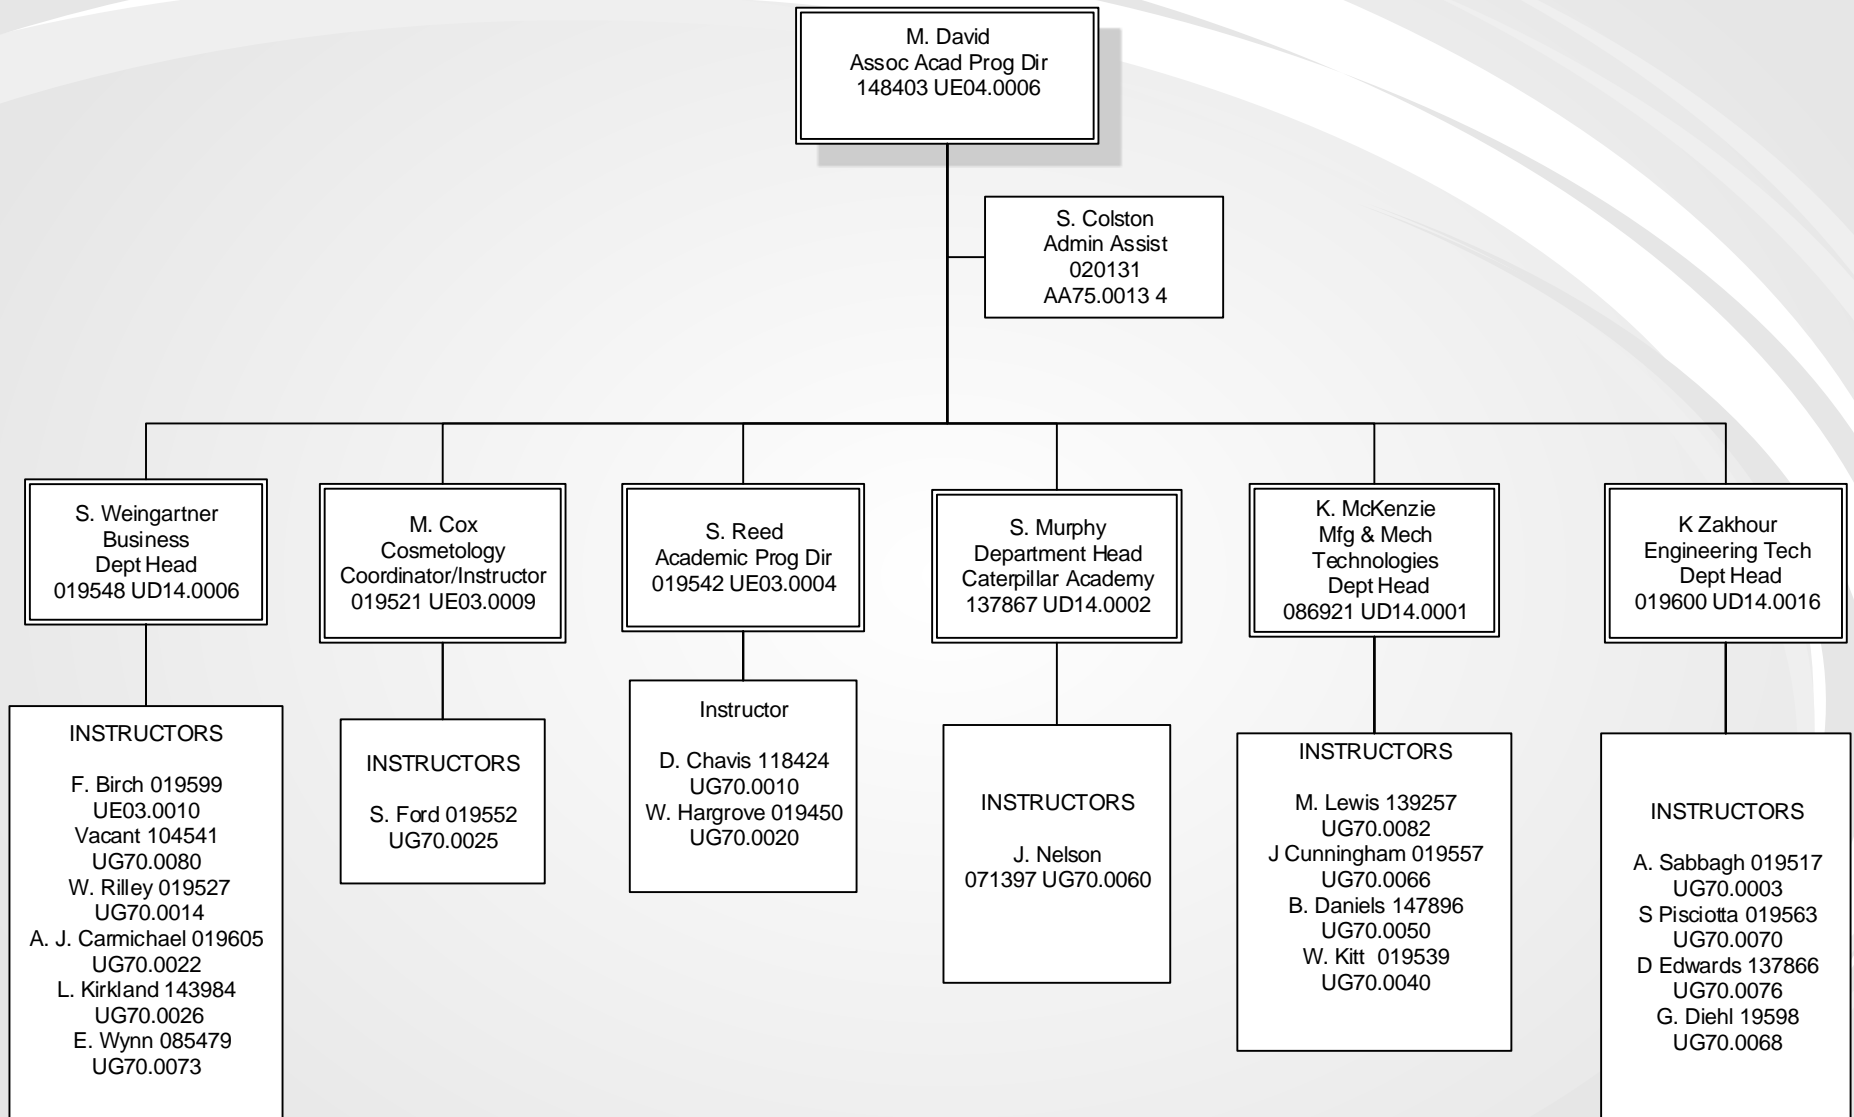 M. David
Assoc Acad Prog Dir
148403 UE04.0006
S. Colston
Admin Assist
020131
AA75.0013 4
S. Weingartner
Business
Dept Head
019548 UD14.0006
M. Cox
Cosmetology
Coordinator/Instructor
019521 UE03.0009
S. Reed
Academic Prog Dir
019542 UE03.0004
S. Murphy
Department Head
Caterpillar Academy
137867 UD14.0002
K. McKenzie
Mfg & Mech
Technologies
Dept Head
086921 UD14.0001
K Zakhour
Engineering Tech
Dept Head
019600 UD14.0016
INSTRUCTORS
F. Birch 019599
UE03.0010
Vacant 104541
UG70.0080
W. Rilley 019527
UG70.0014
A. J. Carmichael 019605
UG70.0022
L. Kirkland 143984
UG70.0026
E. Wynn 085479
UG70.0073
INSTRUCTORS
S. Ford 019552
UG70.0025
Instructor
D. Chavis 118424
UG70.0010
W. Hargrove 019450
UG70.0020
INSTRUCTORS
J. Nelson
071397 UG70.0060
INSTRUCTORS
M. Lewis 139257
UG70.0082
J Cunningham 019557
UG70.0066
B. Daniels 147896
UG70.0050
W. Kitt 019539
UG70.0040
INSTRUCTORS
A. Sabbagh 019517
UG70.0003
S Pisciotta 019563
UG70.0070
D Edwards 137866
UG70.0076
G. Diehl 19598
UG70.0068